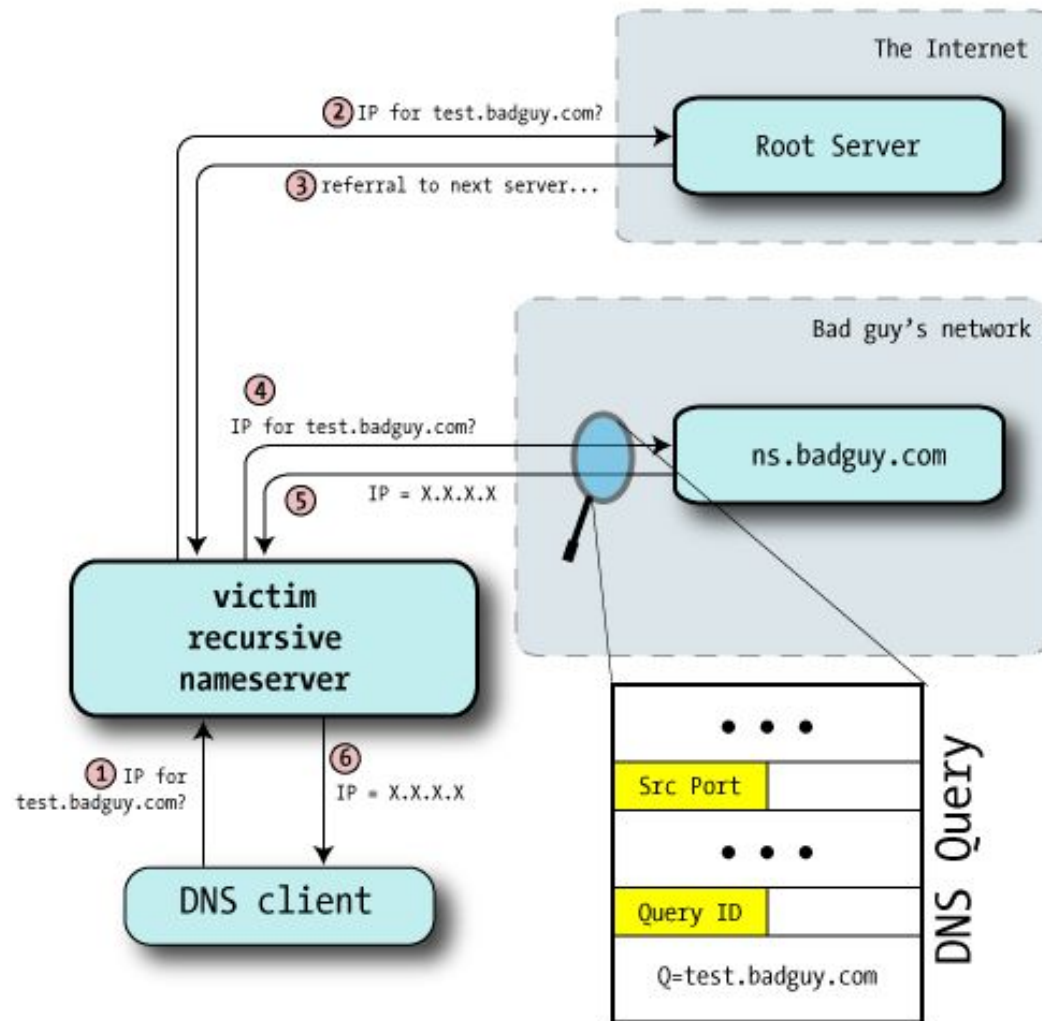 The Internet
2 IP for test.badguy.com?
Root Server
3 referral to next server...
Bad guy's network
4
IP for test.badguy.com?
ns.badguy.com
5 IP = X.X.X.X
victim
recursive
nameserver
1 IP for
test.badguy.com?
6
IP = X.X.X.X
DNS client
• • •
Src Port
• • •
Query ID
Q=test.badguy.com
DNS Query